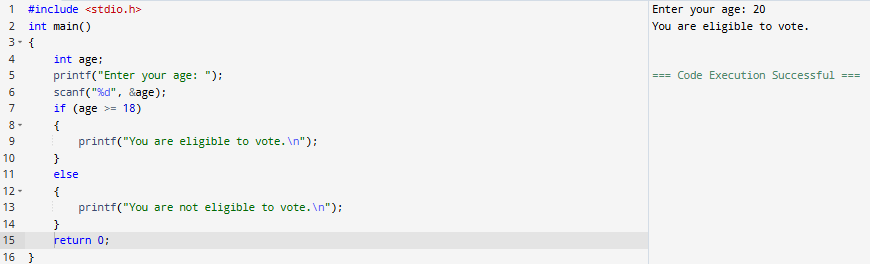 1 #include <stdio.h>
2 int main()
3 {
4     int age;
5     printf("Enter your age: ");
6     scanf("%d", &age);
7     if (age >= 18)
8     {
9         printf("You are eligible to vote.\n");
10     }
11     else
12     {
13         printf("You are not eligible to vote.\n");
14     }
15     return 0;
16 }
Enter your age: 20
You are eligible to vote.
=== Code Execution Successful ===